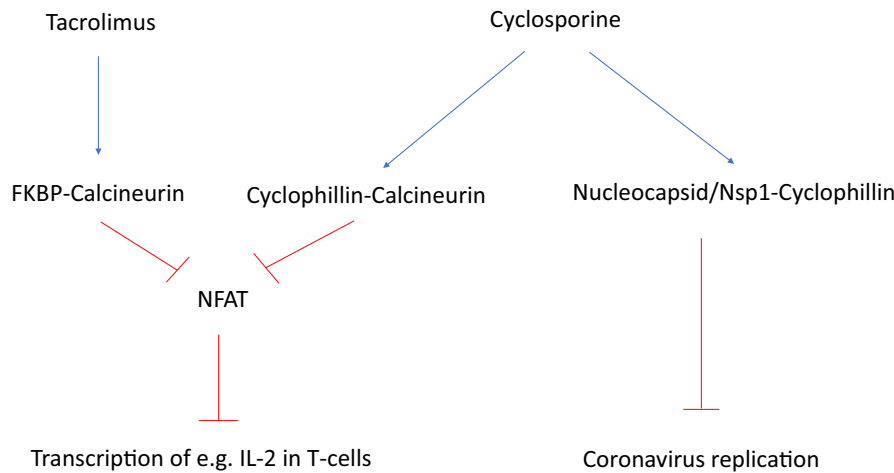 Tacrolimus
Cyclosporine
FKBP-Calcineurin
Cyclophillin-Calcineurin
Nucleocapsid/Nsp1-Cyclophillin
NFAT
Transcription of e.g. IL-2 in T-cells
Coronavirus replication